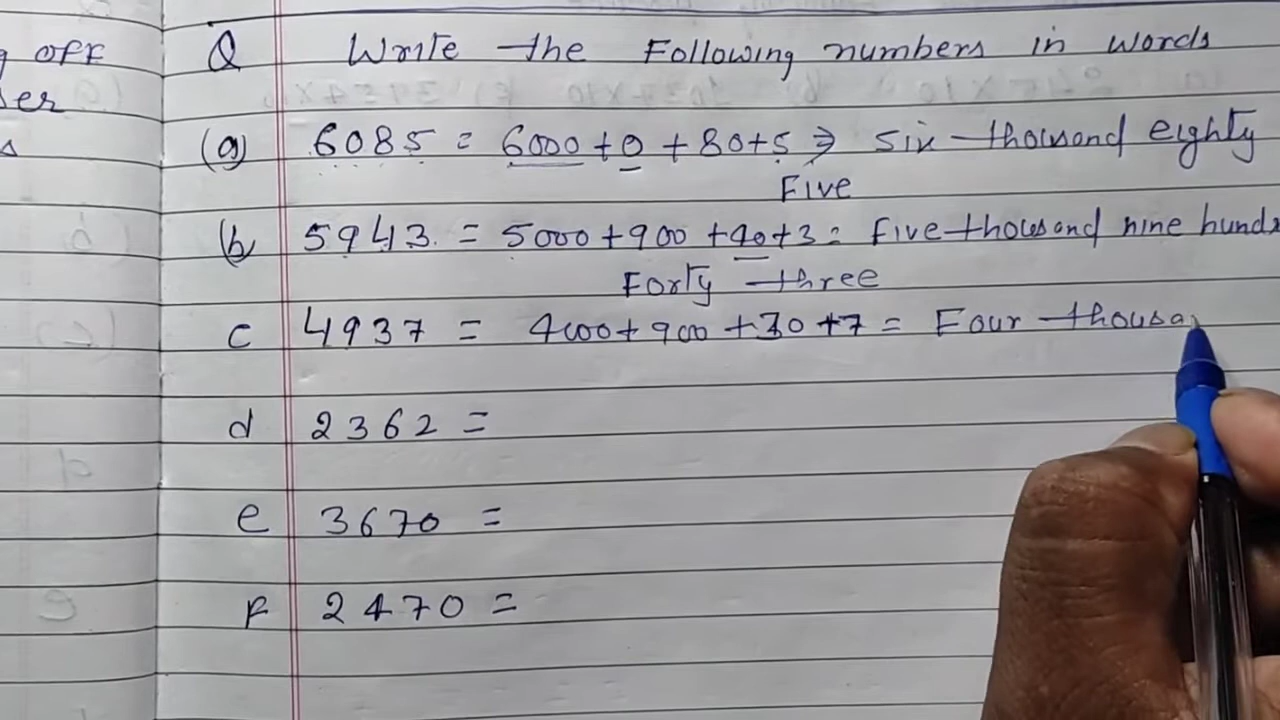 g off
Q Write the Following numbers in words
(a) 6085 = 6000 + 0 + 80 + 5 ⇒ Six thousand eighty
Five
(b) 5943 = 5000 + 900 + 40 + 3 = Five thousand nine hund
Forty three
c 4937 = 4000 + 900 + 30 + 7 = Four thousa
d 2362 =
e 3670 =
F 2470 =